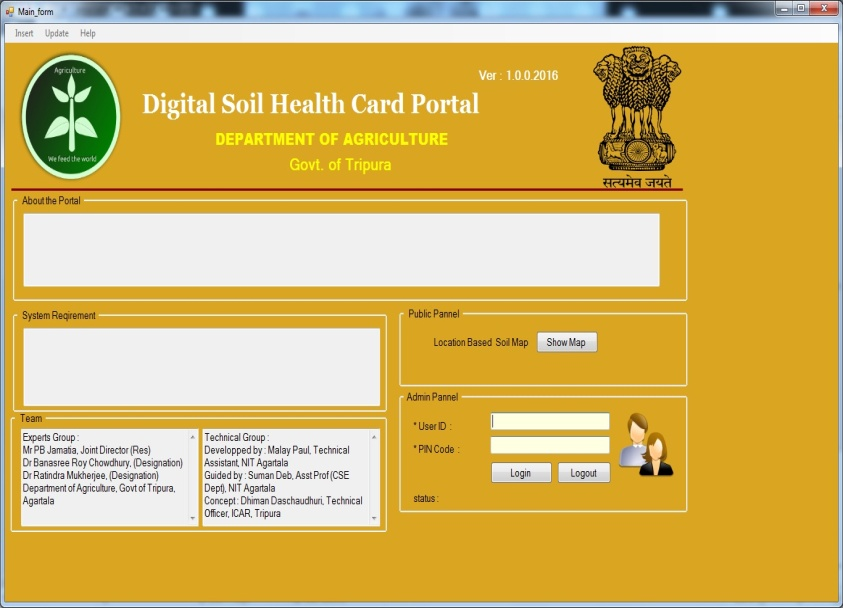 Main_form
Insert Update Help
Agriculture
We feed the world
Ver : 1.0.0.2016
Digital Soil Health Card Portal
DEPARTMENT OF AGRICULTURE
Govt. of Tripura
सत्यमेव जयते
About the Portal
System Reqirement
Public Pannel
Location Based Soil Map Show Map
Admin Pannel
* User ID :
* PIN Code :
Login Logout
status :
Team
Experts Group :
Mr PB Jamatia, Joint Director (Res)
Dr Banasree Roy Chowdhury, (Designation)
Dr Ratindra Mukherjee, (Designation)
Department of Agriculture, Govt of Tripura,
Agartala
Technical Group :
Developped by : Malay Paul, Technical
Assistant, NIT Agartala
Guided by : Suman Deb, Asst Prof (CSE
Dept), NIT Agartala
Concept : Dhiman Daschaudhuri, Technical
Officer, ICAR, Tripura